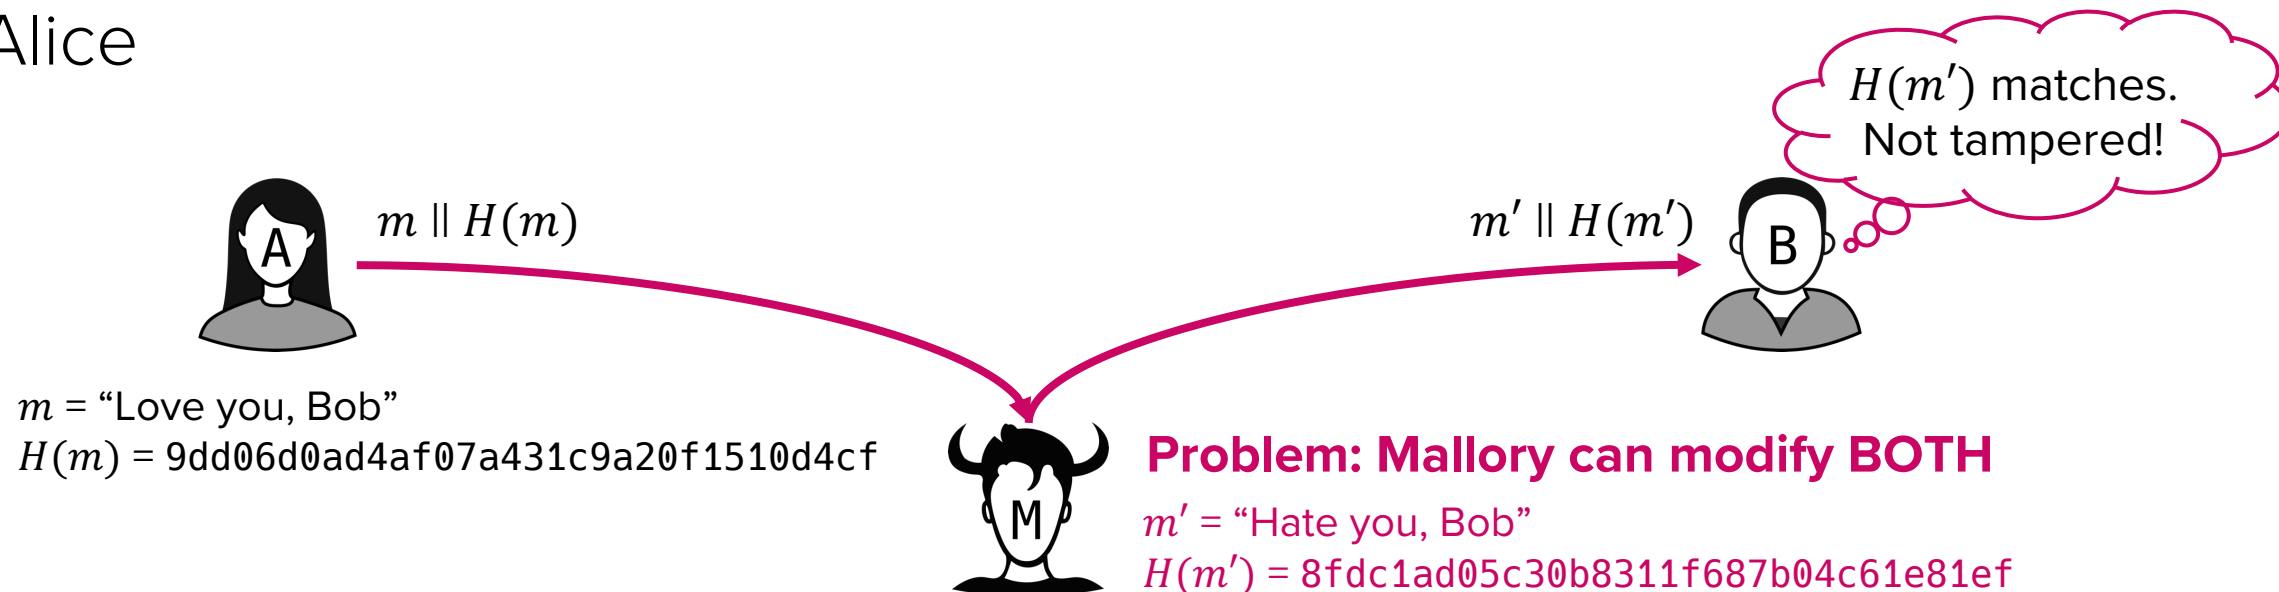 Alice
H(m′) matches.
Not tampered!
m || H(m)
m′ || H(m′)
A
B
m = “Love you, Bob”
H(m) = 9dd06d0ad4af07a431c9a20f1510d4cf
M
Problem: Mallory can modify BOTH
m′ = “Hate you, Bob”
H(m′) = 8fdc1ad05c30b8311f687b04c61e81ef